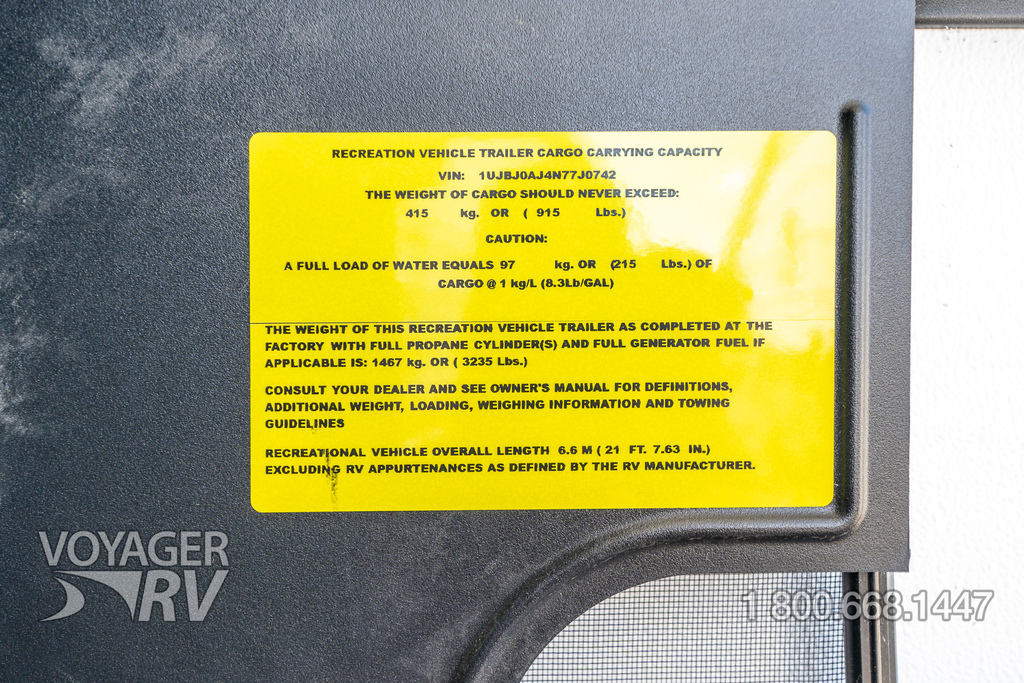 RECREATION VEHICLE TRAILER CARGO CARRYING CAPACITY
VIN: 1UJBJ0AJ4N77J0742
THE WEIGHT OF CARGO SHOULD NEVER EXCEED:
415 kg. OR ( 915 Lbs.)
CAUTION:
A FULL LOAD OF WATER EQUALS 97 kg. OR (215 Lbs.) OF
CARGO @ 1 kg/L (8.3Lb/GAL)
THE WEIGHT OF THIS RECREATION VEHICLE TRAILER AS COMPLETED AT THE
FACTORY WITH FULL PROPANE CYLINDER(S) AND FULL GENERATOR FUEL IF
APPLICABLE IS: 1467 kg. OR ( 3235 Lbs.)
CONSULT YOUR DEALER AND SEE OWNER'S MANUAL FOR DEFINITIONS,
ADDITIONAL WEIGHT, LOADING, WEIGHING INFORMATION AND TOWING
GUIDELINES
RECREATIONAL VEHICLE OVERALL LENGTH 6.6 M ( 21 FT. 7.63 IN.)
EXCLUDING RV APPURTENANCES AS DEFINED BY THE RV MANUFACTURER.
VOYAGER
RV
1 800.668.1447